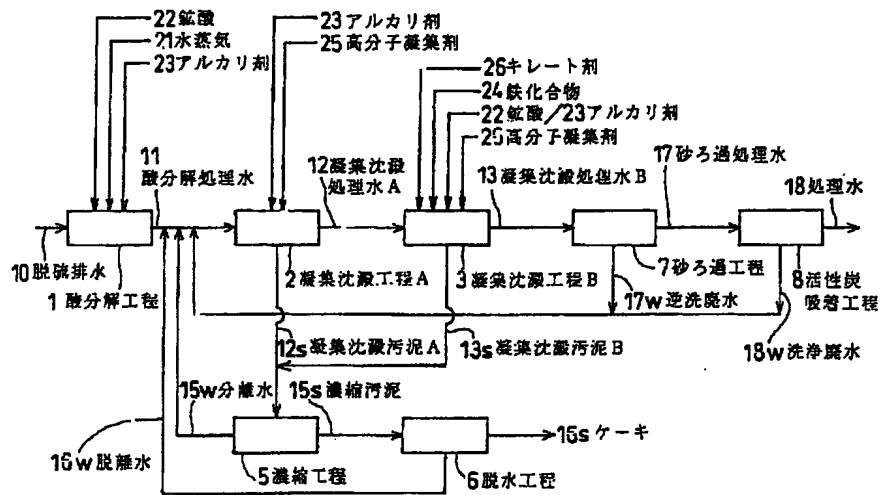 22鉱酸
21水蒸気
23アルカリ剤
23アルカリ剤
25高分子凝集剤
26キレート剤
24鉄化合物
22鉱酸/23アルカリ剤
25高分子凝集剤
11
酸分解処理水
12凝集沈澱
処理水A
13凝集沈澱処理水B
17砂ろ過処理水
18処理水
10脱硫排水
1酸分解工程
2凝集沈澱工程A
3凝集沈澱工程B
7砂ろ過工程
8活性炭
吸着工程
17w逆洗廃水
18w洗浄廃水
12s凝集沈澱汚泥A
13s凝集沈澱汚泥B
15w分離水
15s濃縮汚泥
16sケーキ
16w脱離水
5濃縮工程
6脱水工程